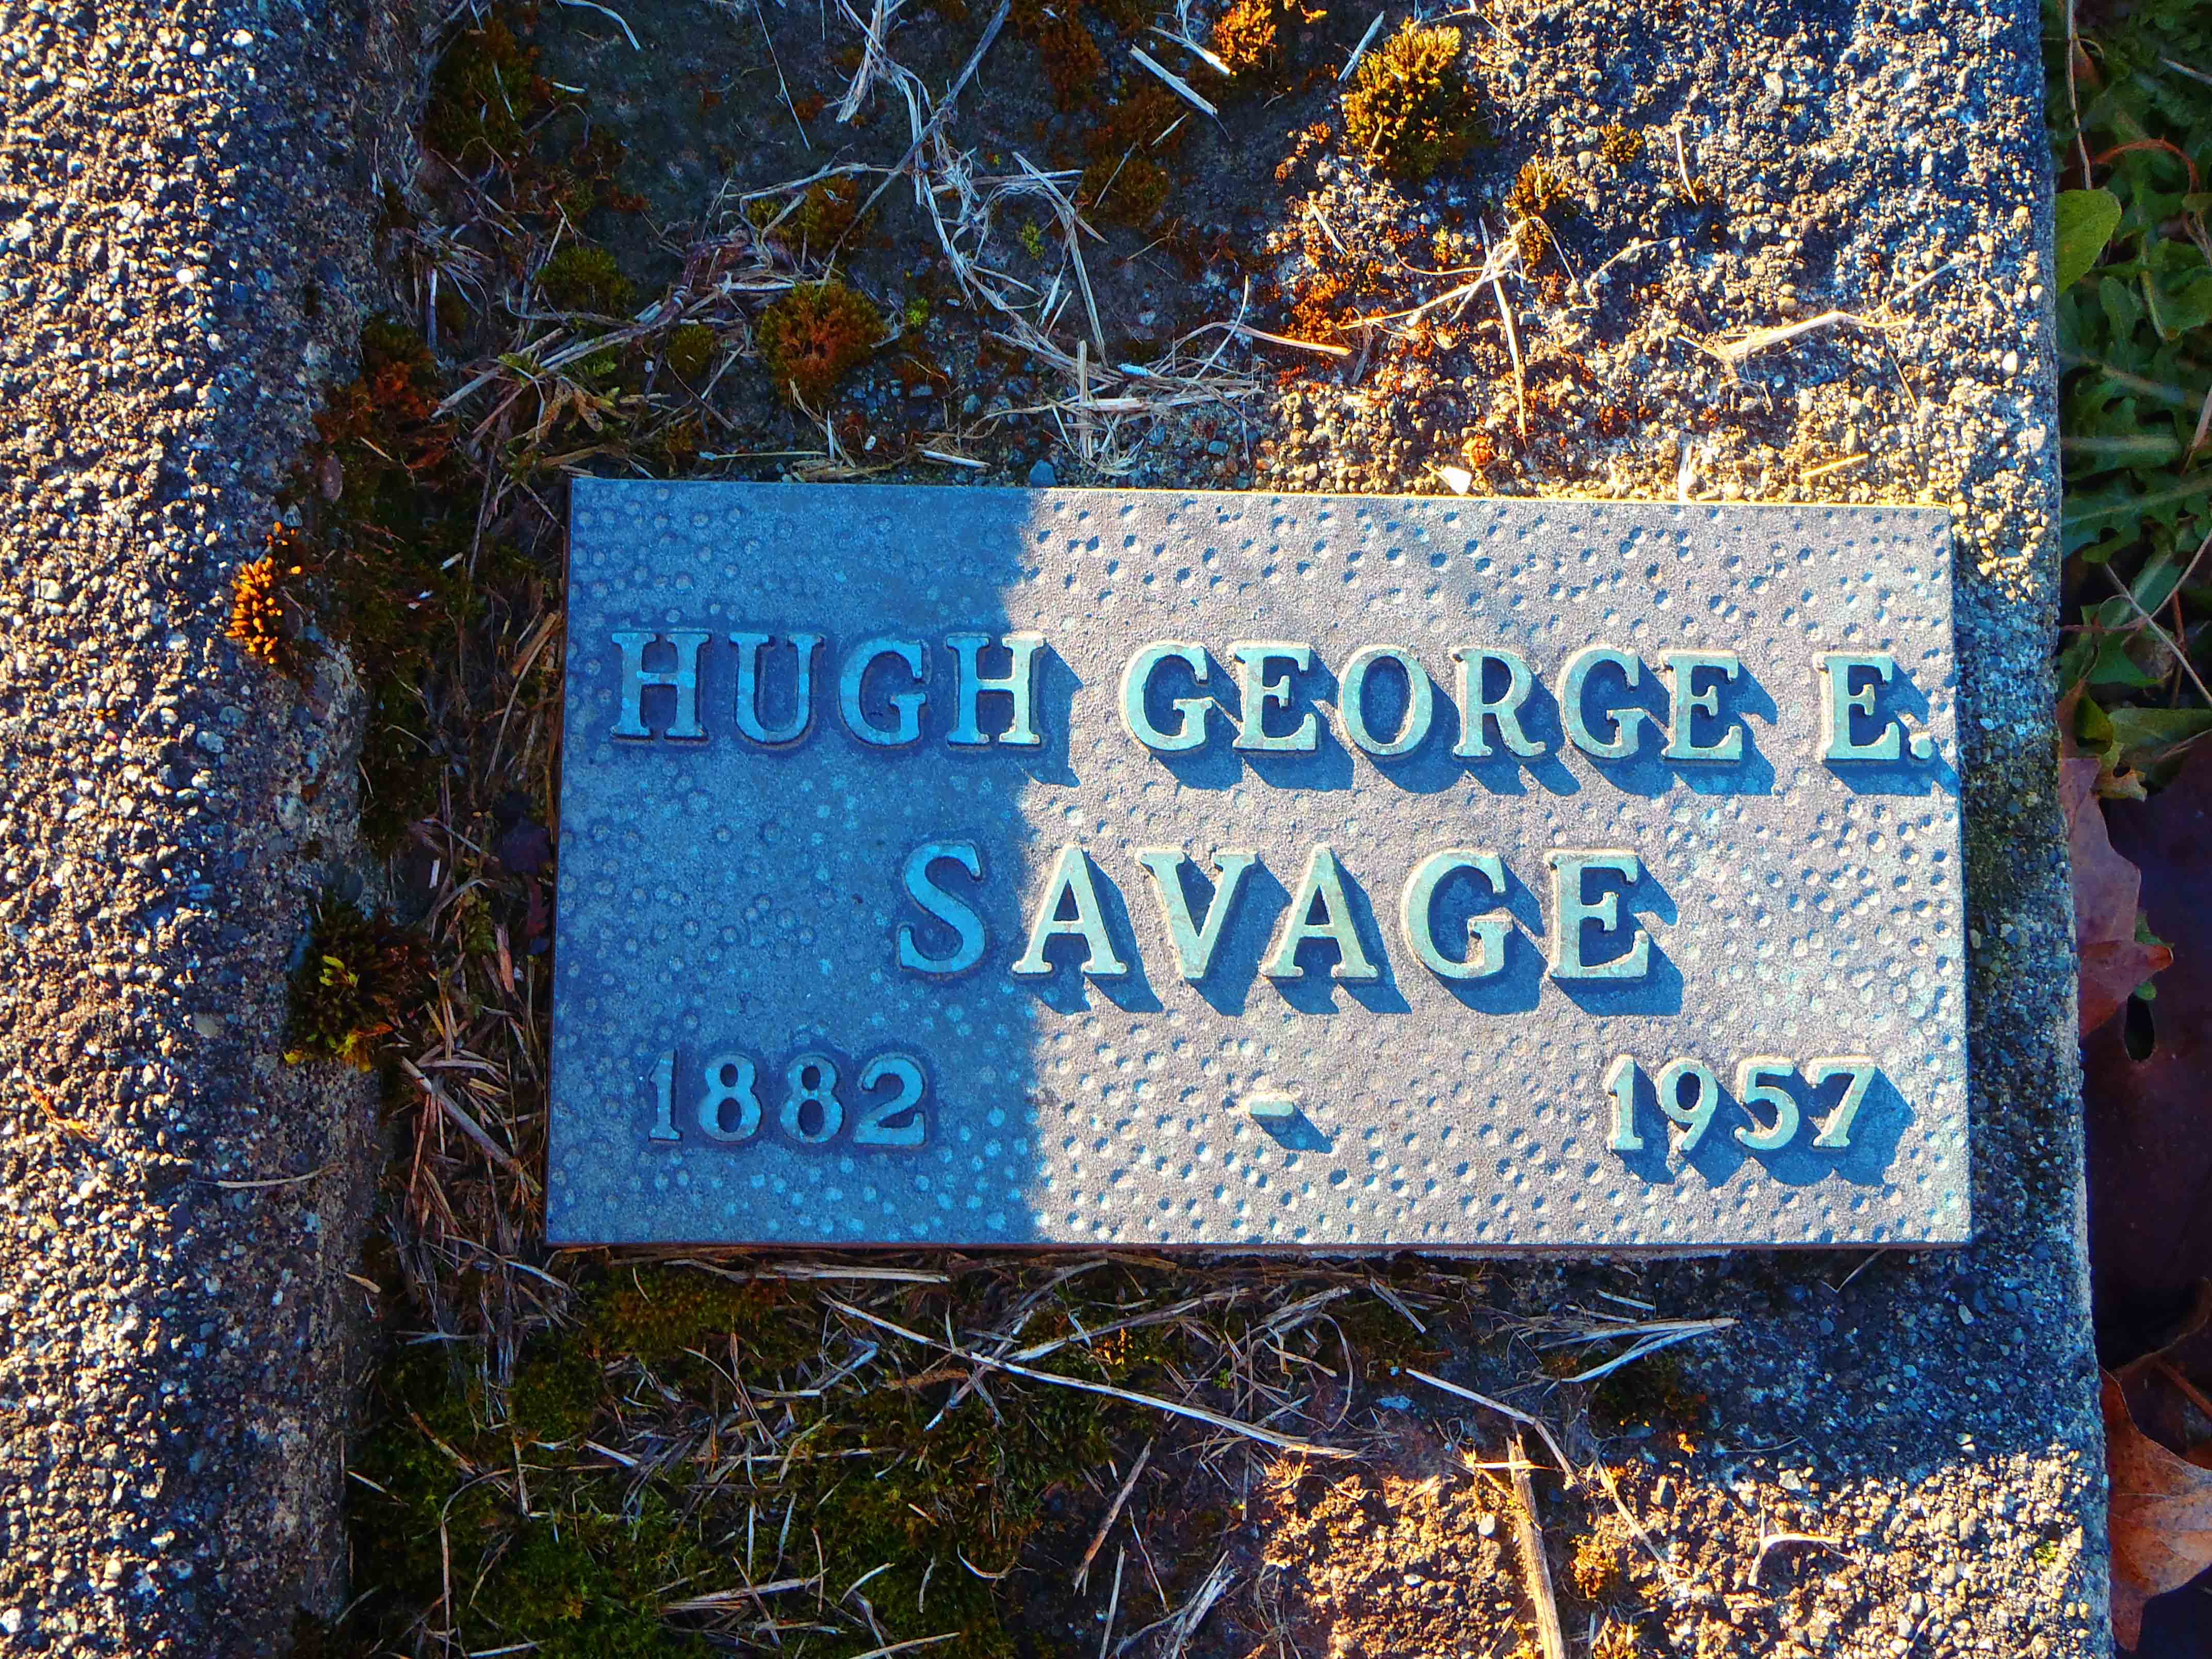 HUGH GEORGE E.
SAVAGE
1882 - 1957